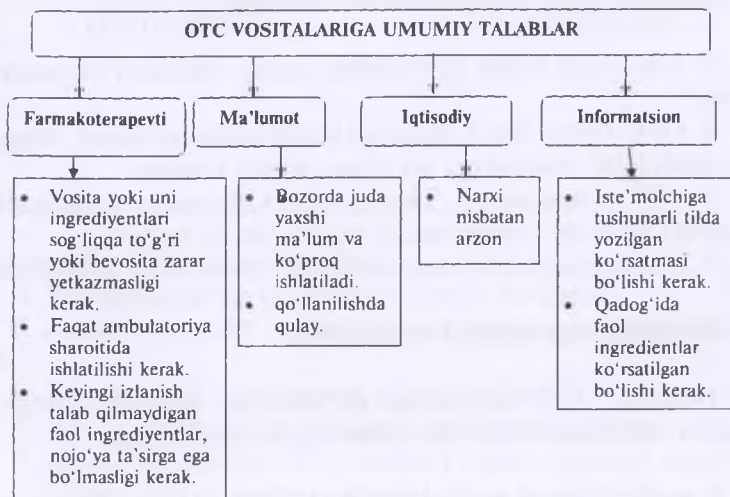 OTC VOSITALARIGA UMUMIY TALABLAR
Farmakoterapevti
Ma'lumot
Iqtisodiy
Informatsion
• Vosita yoki uni
ingrediyentlari
sog'liqqa to'g'ri
yoki bevosita zarar
yetkazmasligi
kerak.
• Faqat ambulatoriya
sharoitida
ishlatilishi kerak.
• Keyingi izlanish
talab qilmaydigan
faol ingrediyentlar,
nojo'ya ta'sirga ega
bo'lmasligi kerak.
• Bozorda juda
yaxshi
ma'lum va
ko'proq
ishlatiladi.
• qo'llanilishda
qulay.
• Narxi
nisbatan
arzon
• Iste'molchiga
tushunarli tilda
yozilgan
ko'rsatmasi
bo'lishi kerak.
• Qadog'ida
faol
ingredientlar
ko'rsatilgan
bo'lishi kerak.